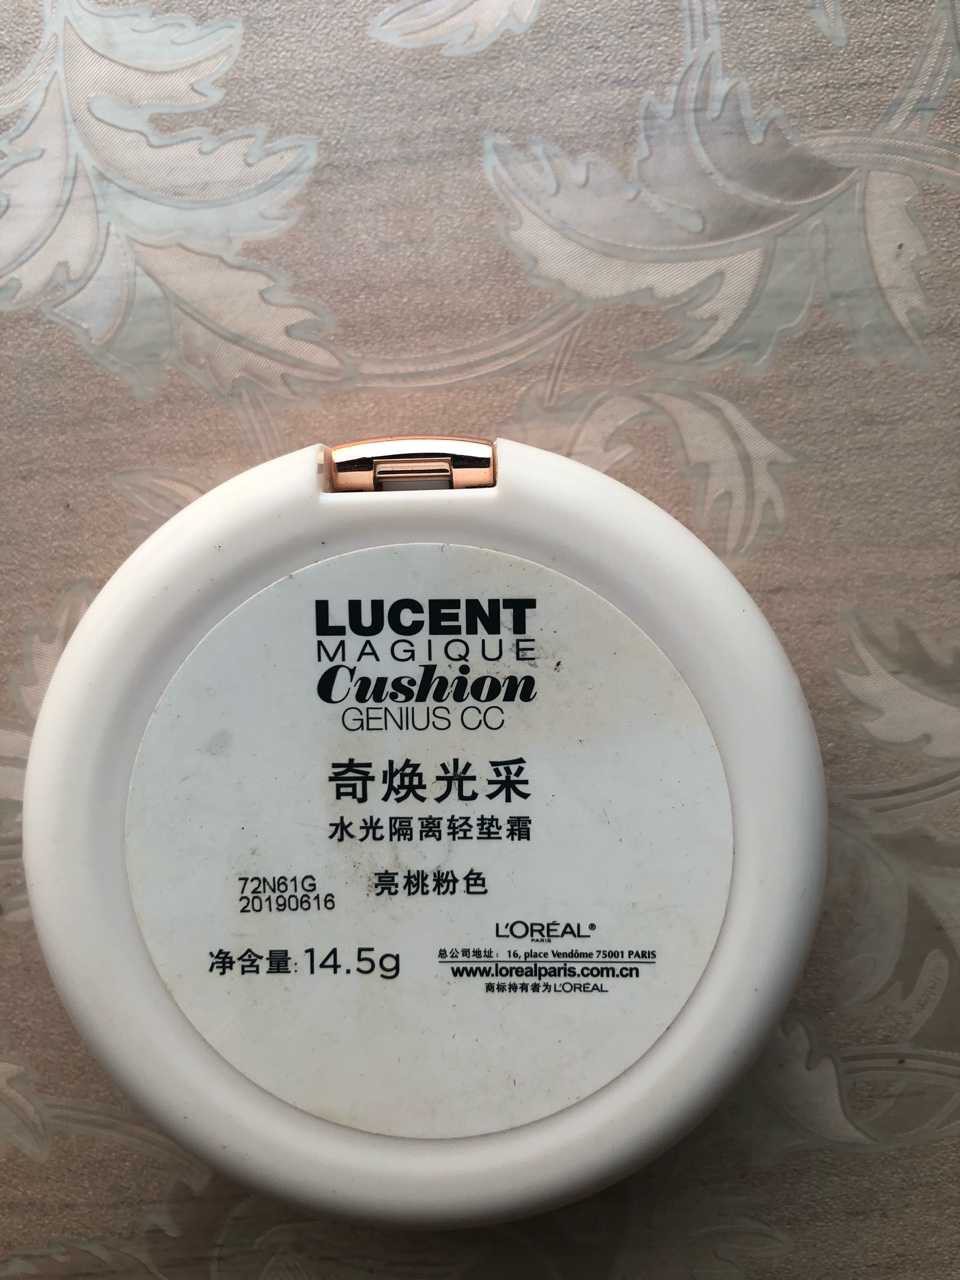 LUCENT
MAGIQUE
Cushion
GENIUS CC
奇焕光采
水光隔离轻垫霜
亮桃粉色
72N61G
20190616
净含量: 14.5g
L'ORÉAL®
PARIS
总公司地址： 16, place Vendôme 75001 PARIS
www.lorealparis.com.cn
商标持有者为L'ORÉAL